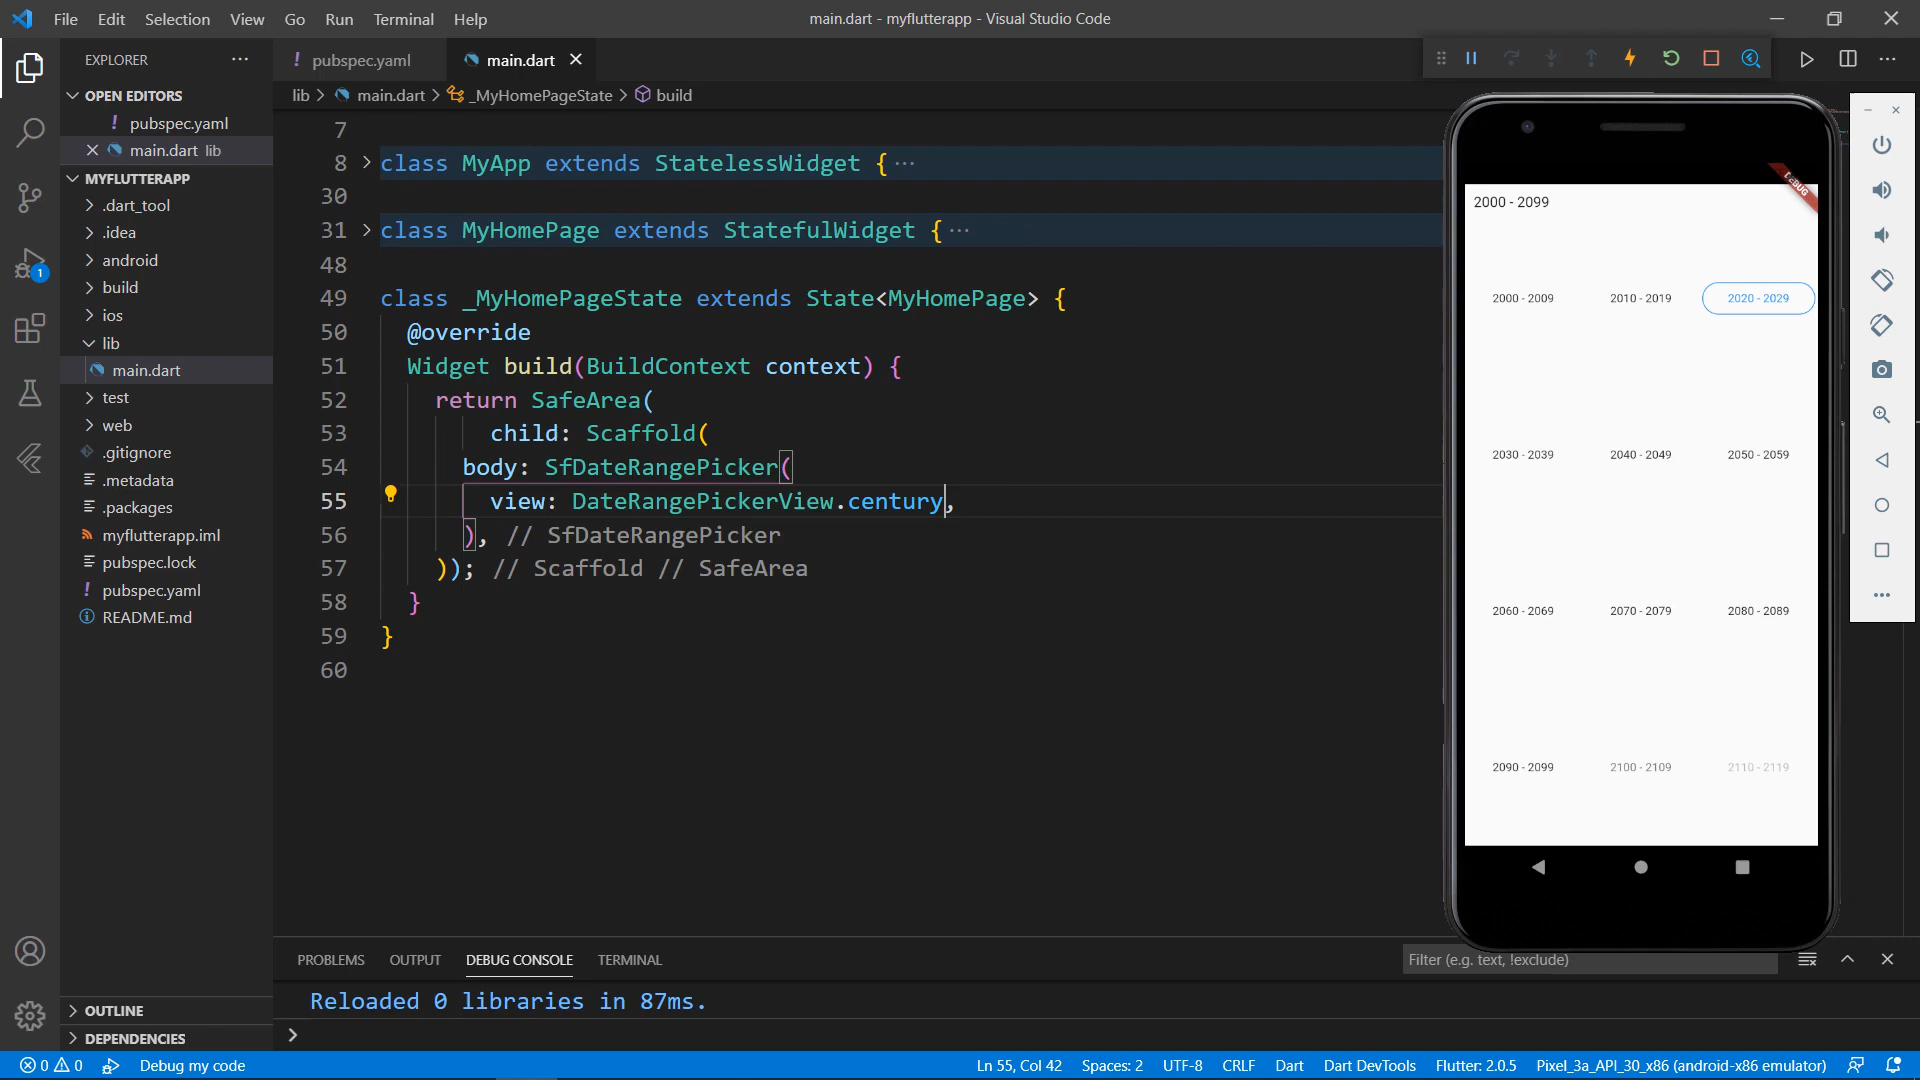 File Edit Selection View Go Run Terminal Help
main.dart - myflutterapp - Visual Studio Code
EXPLORER
OPEN EDITORS
! pubspec.yaml
main.dart lib
MYFLUTTERAPP
.dart_tool
.idea
android
build
ios
lib
main.dart
test
web
.gitignore
.metadata
.packages
myflutterapp.iml
pubspec.lock
! pubspec.yaml
README.md
OUTLINE
DEPENDENCIES
! pubspec.yaml
main.dart
lib > main.dart > _MyHomePageState > build
7
8 class MyApp extends StatelessWidget { ...
30
31 class MyHomePage extends StatefulWidget { ...
48
49 class _MyHomePageState extends State<MyHomePage> {
50 @override
51 Widget build(BuildContext context) {
52 return SafeArea(
53 child: Scaffold(
54 body: SfDateRangePicker(
55 view: DateRangePickerView.century,
56 ), // SfDateRangePicker
57 )); // Scaffold // SafeArea
58 }
59 }
60
DEBUG
2000 - 2099
2000 - 2009 2010 - 2019 2020 - 2029
2030 - 2039 2040 - 2049 2050 - 2059
2060 - 2069 2070 - 2079 2080 - 2089
2090 - 2099 2100 - 2109 2110 - 2119
PROBLEMS OUTPUT DEBUG CONSOLE TERMINAL
Filter (e.g. text, !exclude)
Reloaded 0 libraries in 87ms.
>
1
0 0 Debug my code
Ln 55, Col 42 Spaces: 2 UTF-8 CRLF Dart Dart DevTools Flutter: 2.0.5 Pixel_3a_API_30_x86 (android-x86 emulator)